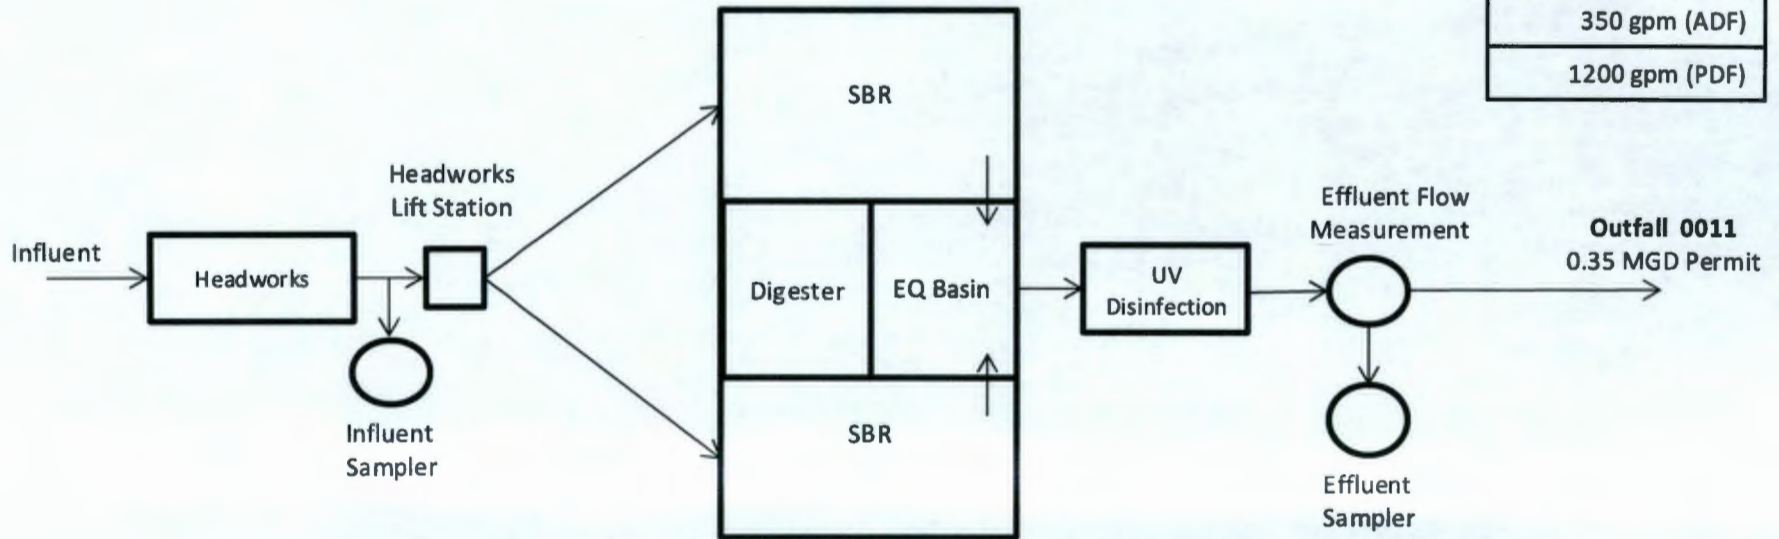 350 gpm (ADF)
1200 gpm (PDF)
SBR
Headworks
Lift Station
Influent
Headworks
Influent
Sampler
Digester
EQ Basin
SBR
UV
Disinfection
Effluent Flow
Measurement
Effluent
Sampler
Outfall 0011
0.35 MGD Permit